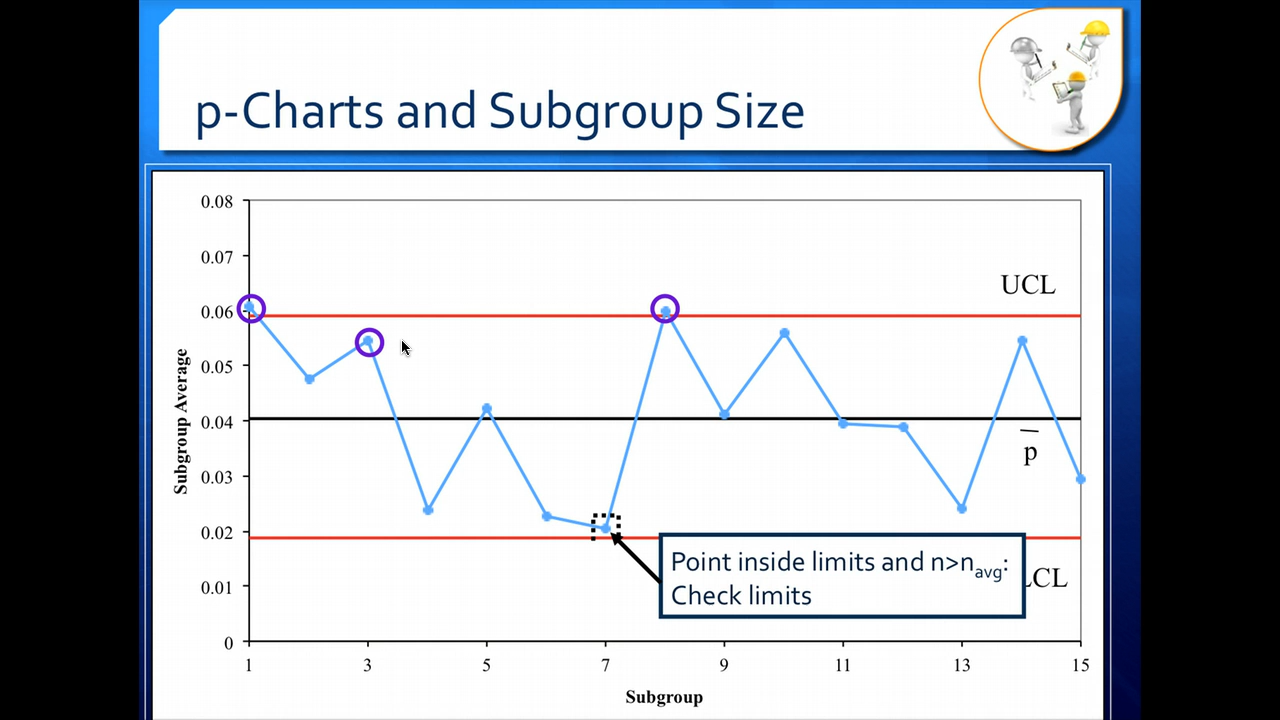 p-Charts and Subgroup Size
0.08
0.07
0.06
0.05
0.04
0.03
0.02
0.01
0
Subgroup Average
UCL
p
Point inside limits and n>navg:
Check limits
LCL
1 3 5 7 9 11 13 15
Subgroup